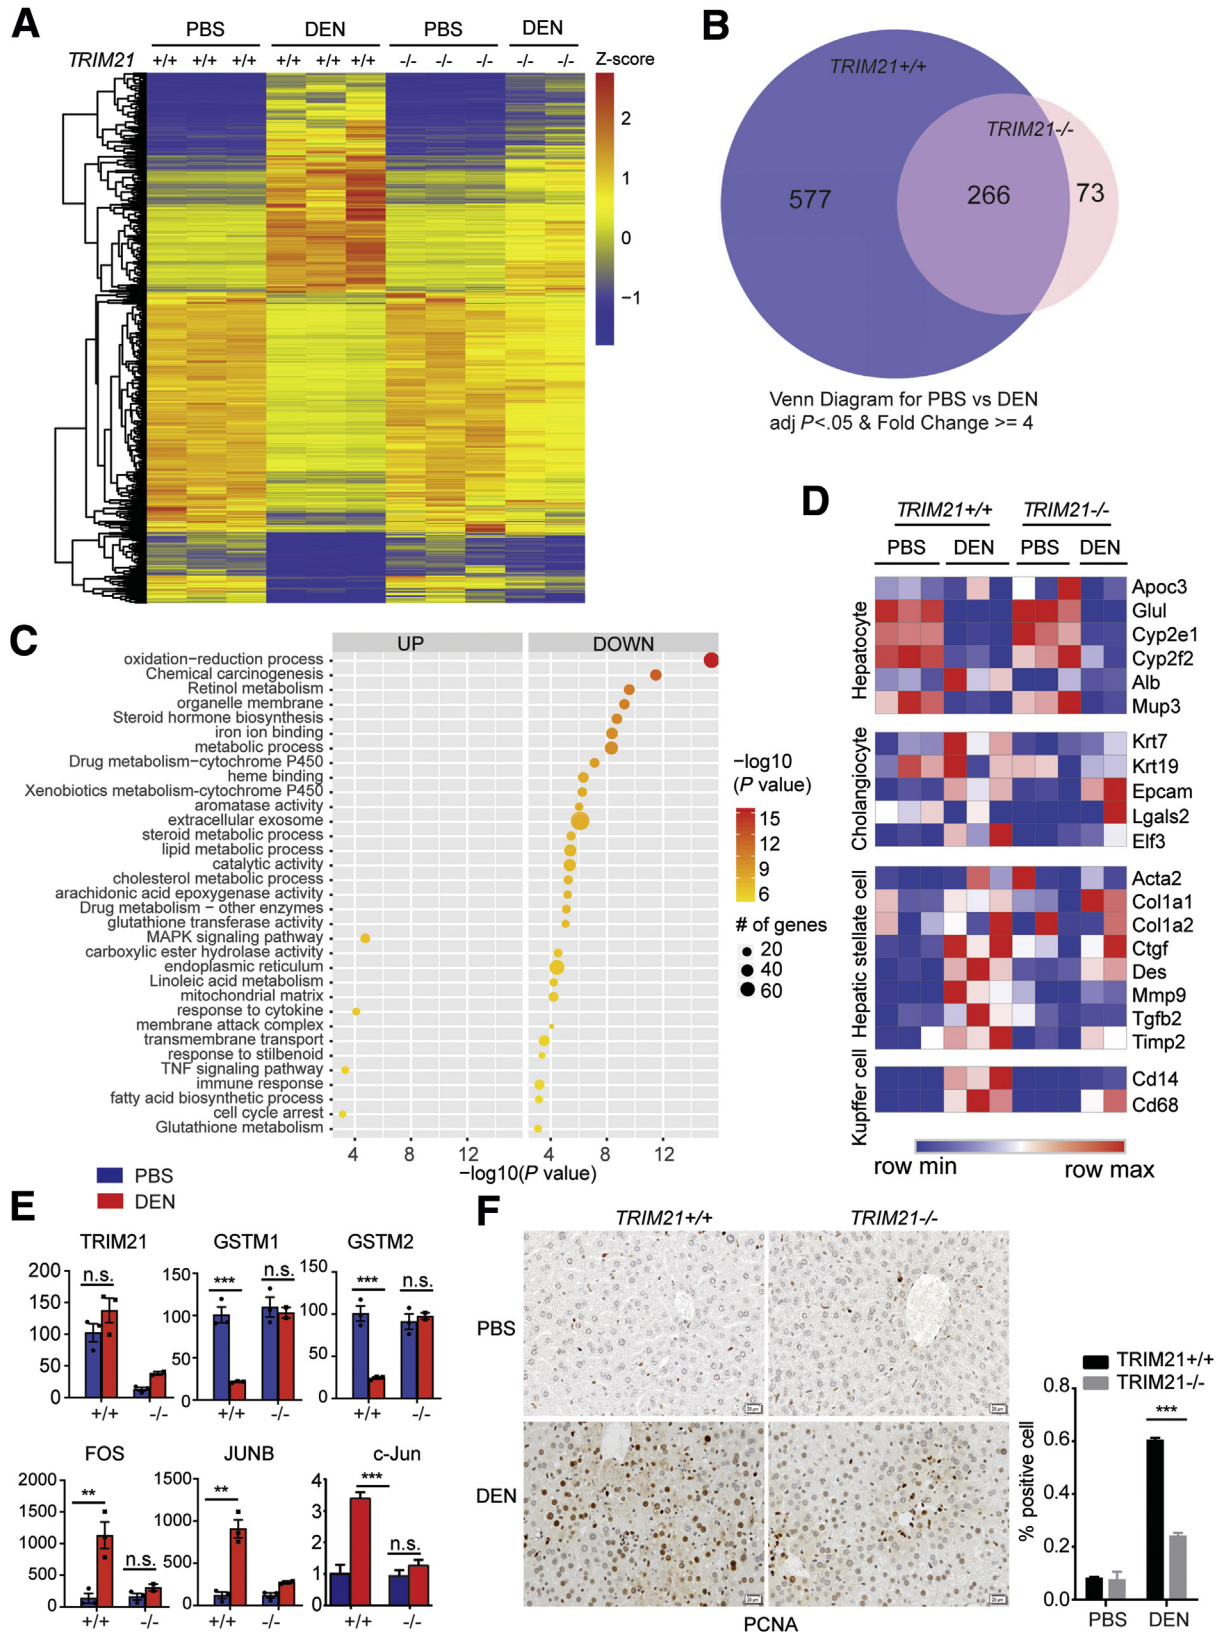 A
PBS DEN PBS DEN
TRIM21 +/+ +/+ +/+ +/+ +/+ +/+ -/- -/- -/- -/- -/-
Z-score
2
1
0
−1
B
TRIM21+/+
TRIM21-/-
577
266
73
Venn Diagram for PBS vs DEN
adj P<.05 & Fold Change >= 4
C
UP DOWN
oxidation−reduction process
Chemical carcinogenesis
Retinol metabolism
organelle membrane
Steroid hormone biosynthesis
iron ion binding
metabolic process
Drug metabolism−cytochrome P450
heme binding
Xenobiotics metabolism-cytochrome P450
aromatase activity
extracellular exosome
steroid metabolic process
lipid metabolic process
catalytic activity
cholesterol metabolic process
arachidonic acid epoxygenase activity
Drug metabolism − other enzymes
glutathione transferase activity
MAPK signaling pathway
carboxylic ester hydrolase activity
endoplasmic reticulum
Linoleic acid metabolism
mitochondrial matrix
response to cytokine
membrane attack complex
transmembrane transport
response to stilbenoid
TNF signaling pathway
immune response
fatty acid biosynthetic process
cell cycle arrest
Glutathione metabolism
4 8 12 4 8 12
−log10(P value)
−log10
(P value)
15
12
9
6
# of genes
20
40
60
D
TRIM21+/+ TRIM21-/-
PBS DEN PBS DEN
Hepatocyte
Apoc3
Glul
Cyp2e1
Cyp2f2
Alb
Mup3
Cholangiocyte
Krt7
Krt19
Epcam
Lgals2
Elf3
Hepatic stellate cell
Acta2
Col1a1
Col1a2
Ctgf
Des
Mmp9
Tgfb2
Timp2
Kupffer cell
Cd14
Cd68
row min row max
E
PBS
DEN
TRIM21
200
150
100
50
0
n.s.
+/+ -/-
GSTM1
150
100
50
0
*** n.s.
+/+ -/-
GSTM2
150
100
50
0
*** n.s.
+/+ -/-
FOS
2000
1500
1000
500
0
** n.s.
+/+ -/-
JUNB
1500
1000
500
0
**
+/+ -/-
c-Jun
4
3
2
1
0
*** n.s.
+/+ -/-
F
TRIM21+/+ TRIM21-/-
PBS
DEN
20 µm
20 µm
20 µm
20 µm
PCNA
TRIM21+/+
TRIM21-/-
% positive cell
0.8
0.6
0.4
0.2
0.0
***
PBS DEN